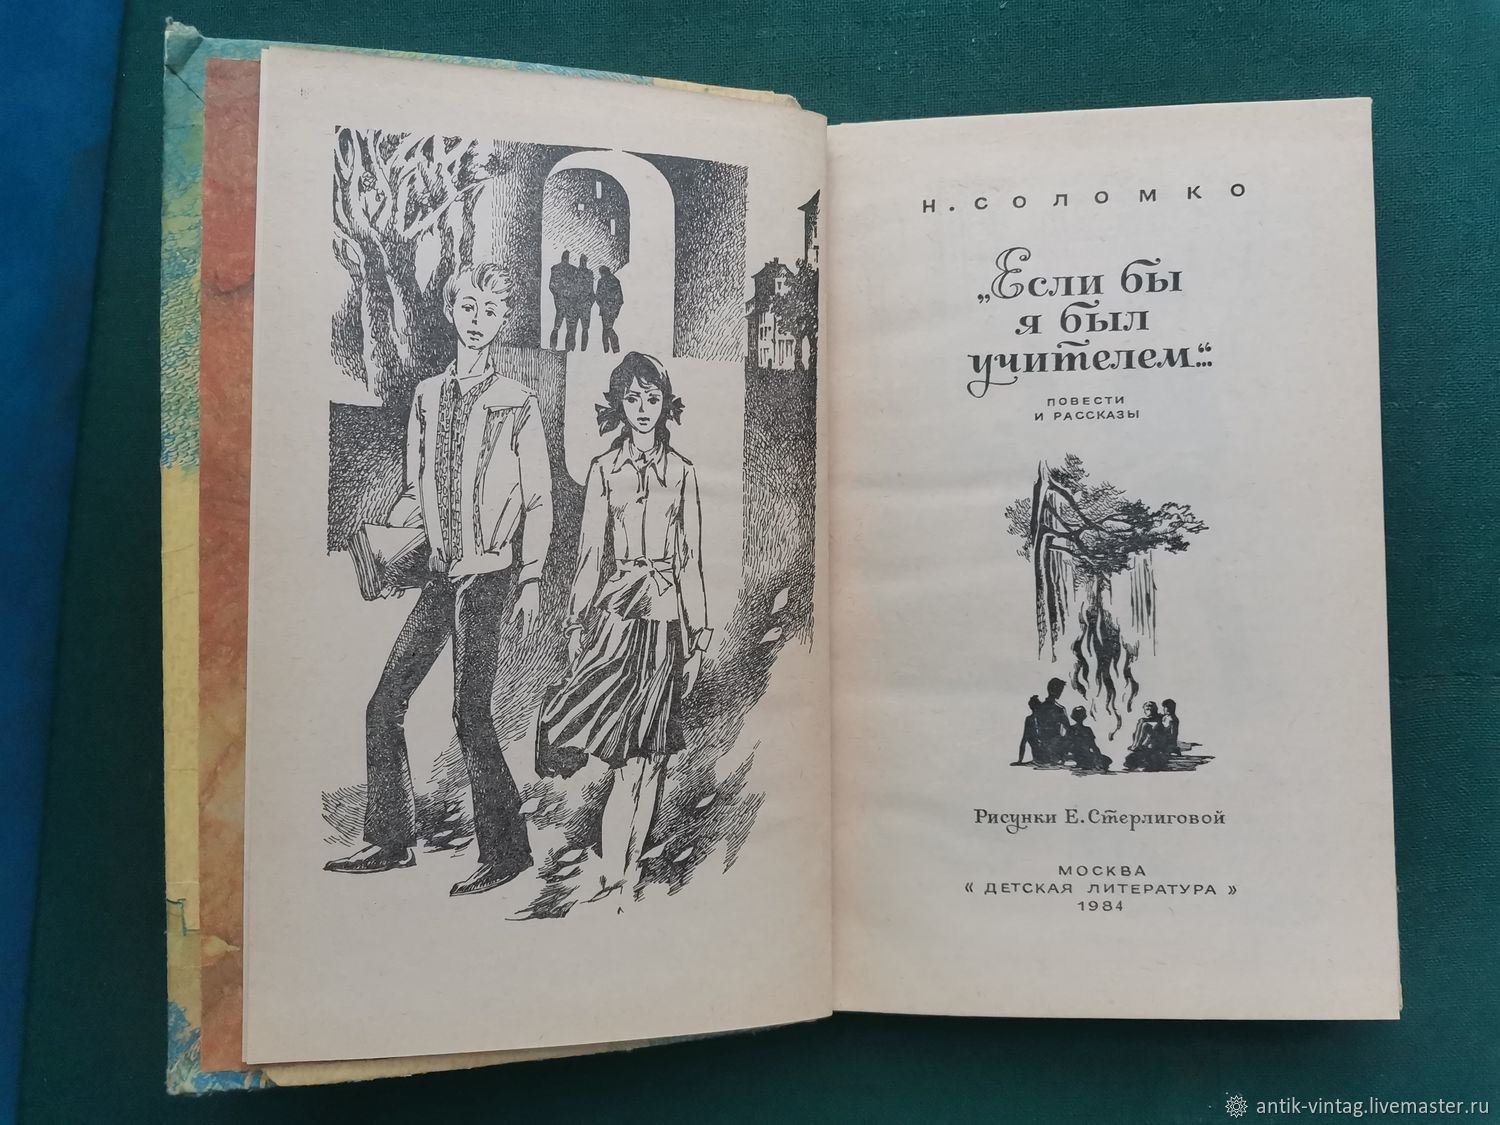 Н. СОЛОМКО
„Если бы
я был
учителем...“
ПОВЕСТИ
И РАССКАЗЫ
Рисунки Е. Стерлиговой
МОСКВА
« ДЕТСКАЯ ЛИТЕРАТУРА »
1984
antik-vintag.livemaster.ru